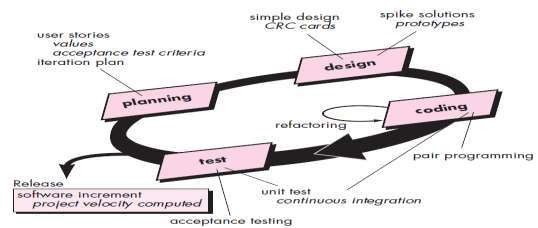 simple design
CRC cards
spike solutions
prototypes
user stories
values
acceptance test criteria
iteration plan
design
planning
coding
refactoring
test
pair programming
unit test
continuous integration
Release
software increment
project velocity computed
acceptance testing